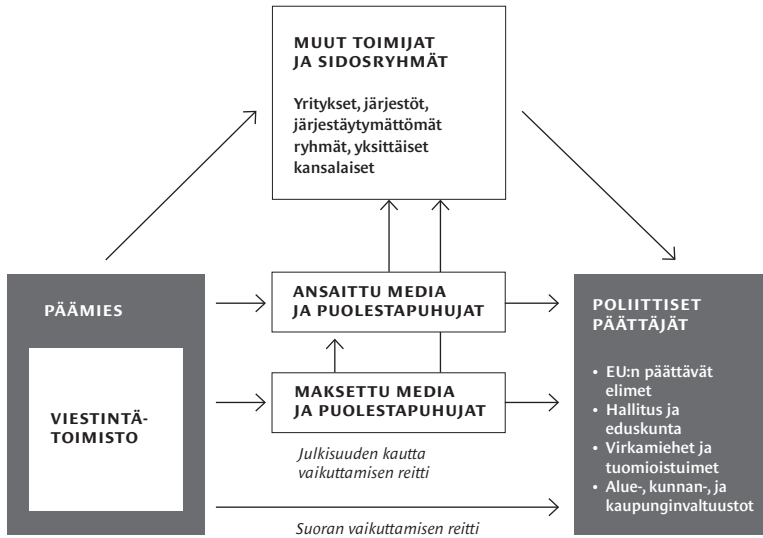 MUUT TOIMIJAT
JA SIDOSRYHMÄT
Yritykset, järjestöt,
järjestäytymättömät
ryhmät, yksittäiset
kansalaiset
PÄÄMIES
VIESTINTÄ-
TOIMISTO
ANSAITTU MEDIA
JA PUOLESTAPUHUJAT
MAKSETTU MEDIA
JA PUOLESTAPUHUJAT
Julkisuuden kautta
vaikuttamisen reitti
Suoran vaikuttamisen reitti
POLIITTISET
PÄÄTTÄJÄT
• EU:n päättävät
elimet
• Hallitus ja
eduskunta
• Virkamiehet ja
tuomioistuimet
• Alue-, kunnan-, ja
kaupunginvaltuustot